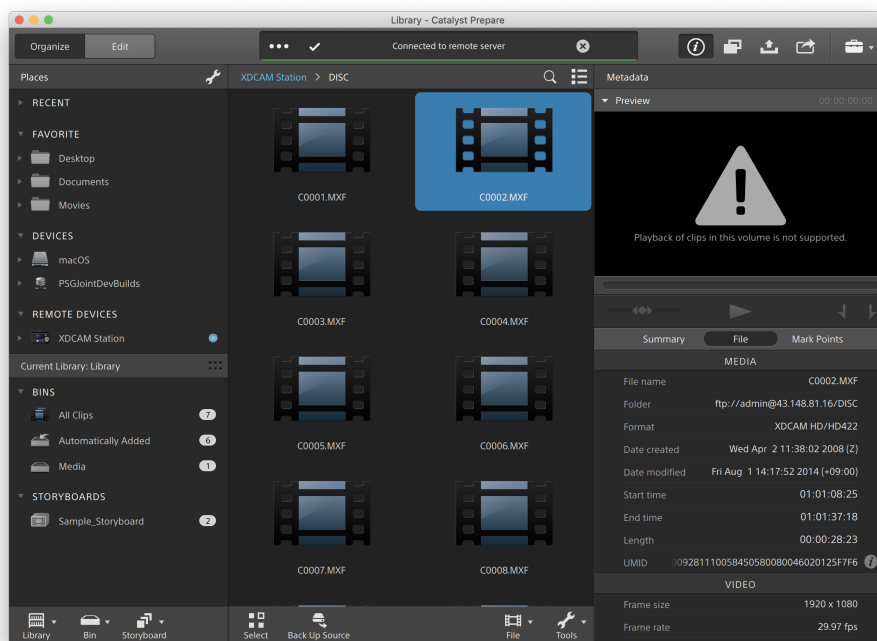 Library - Catalyst Prepare
Organize
Edit
Connected to remote server
Places
XDCAM Station > DISC
Metadata
RECENT
FAVORITE
Desktop
Documents
Movies
DEVICES
macOS
PSGJointDevBuilds
REMOTE DEVICES
XDCAM Station
Current Library: Library
BINS
All Clips 7
Automatically Added 6
Media 1
STORYBOARDS
Sample_Storyboard 2
C0001.MXF
C0002.MXF
C0003.MXF
C0004.MXF
C0005.MXF
C0006.MXF
C0007.MXF
C0008.MXF
Preview 00:00:00:00
Playback of clips in this volume is not supported.
Summary
File
Mark Points
MEDIA
File name C0002.MXF
Folder ftp://admin@43.148.81.16/DISC
Format XDCAM HD/HD422
Date created Wed Apr 2 11:38:02 2008 (Z)
Date modified Fri Aug 1 14:17:52 2014 (+09:00)
Start time 01:01:08:25
End time 01:01:37:18
Length 00:00:28:23
UMID 0092811100584505800800460201​25F7F6
VIDEO
Frame size 1920 x 1080
Frame rate 29.97 fps
Library
Bin
Storyboard
Select
Back Up Source
File
Tools